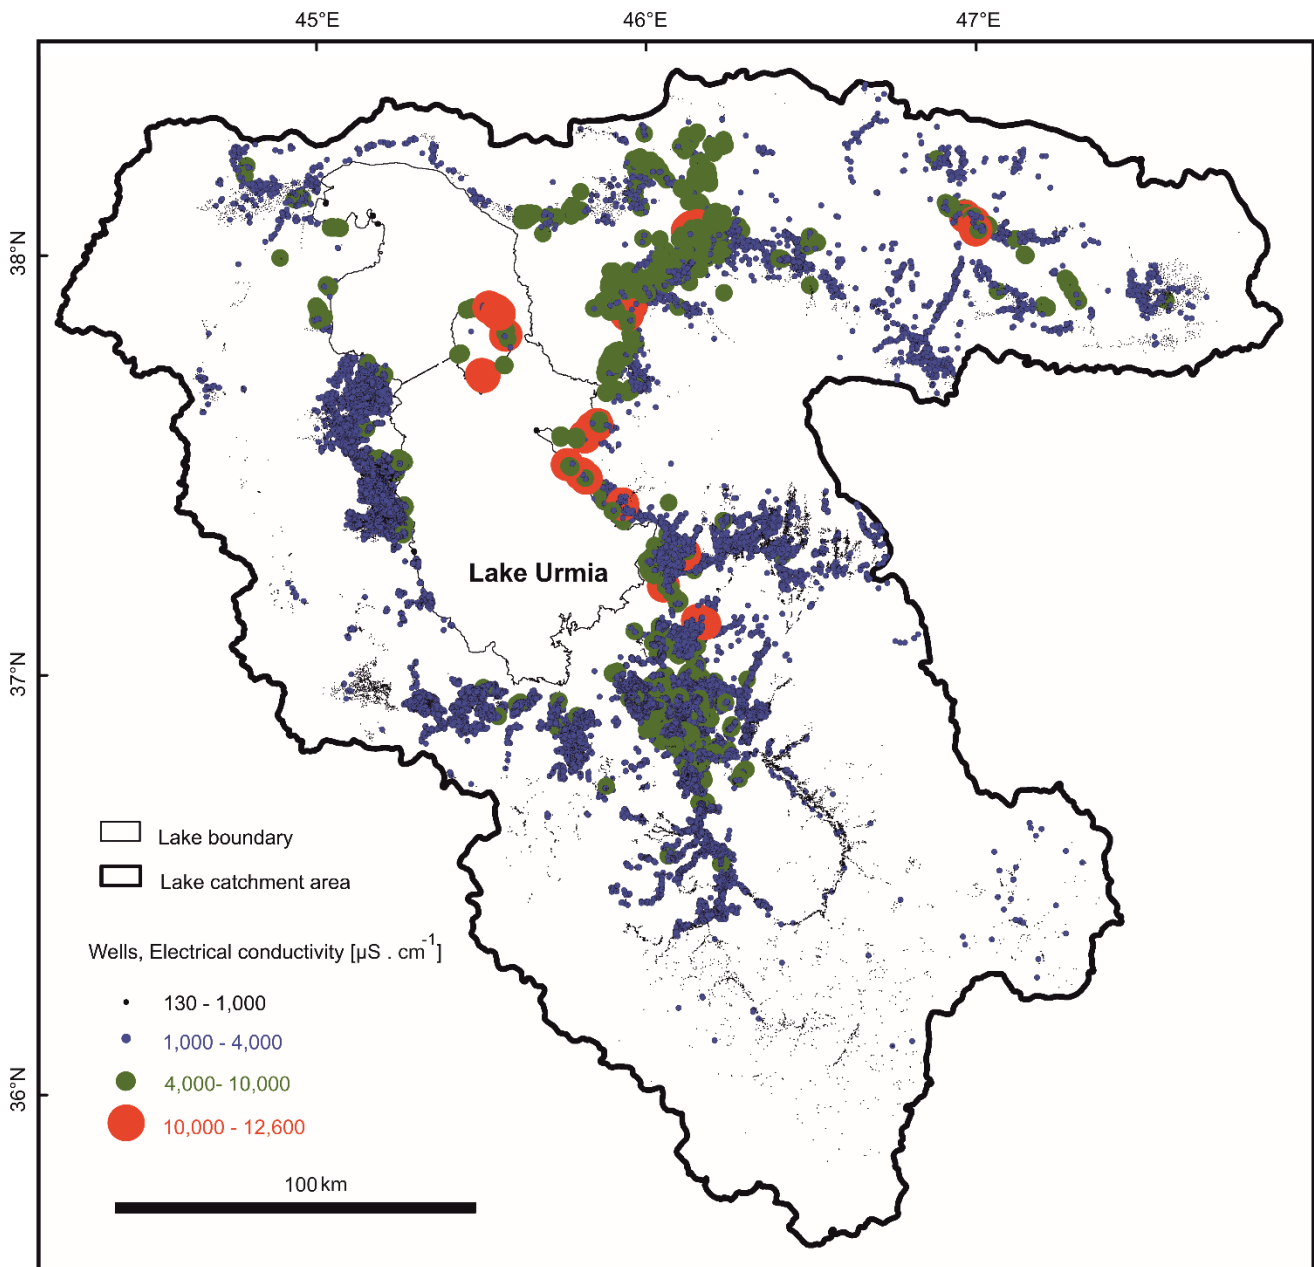 45°E 46°E 47°E
38°N
37°N
36°N
Lake Urmia
Lake boundary
Lake catchment area
Wells, Electrical conductivity [µS . cm⁻¹]
130 - 1,000
1,000 - 4,000
4,000- 10,000
10,000 - 12,600
100 km